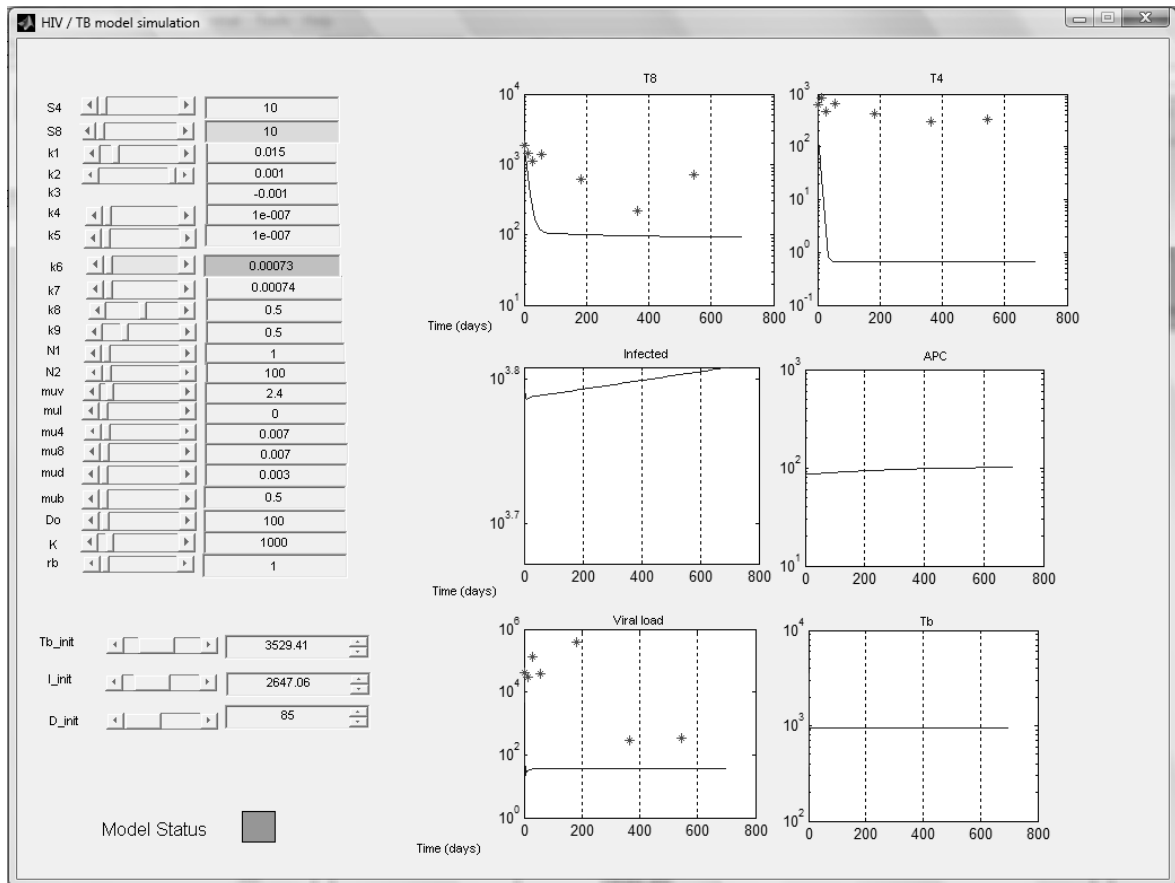 HIV / TB model simulation
S4 10
S8 10
k1 0.015
k2 0.001
k3 -0.001
k4 1e-007
k5 1e-007
k6 0.00073
k7 0.00074
k8 0.5
k9 0.5
N1 1
N2 100
muv 2.4
mul 0
mu4 0.007
mu8 0.007
mud 0.003
mub 0.5
Do 100
K 1000
rb 1
Tb_init 3529.41
I_init 2647.06
D_init 85
Model Status
T8
10^4
10^3
10^2
10^1
0 200 400 600 800
Time (days)
T4
10^3
10^2
10^1
10^0
10^-1
0 200 400 600 800
Infected
10^3.8
10^3.7
0 200 400 600 800
Time (days)
APC
10^3
10^2
10^1
0 200 400 600 800
Viral load
10^6
10^4
10^2
10^0
0 200 400 600 800
Time (days)
Tb
10^4
10^3
10^2
0 200 400 600 800